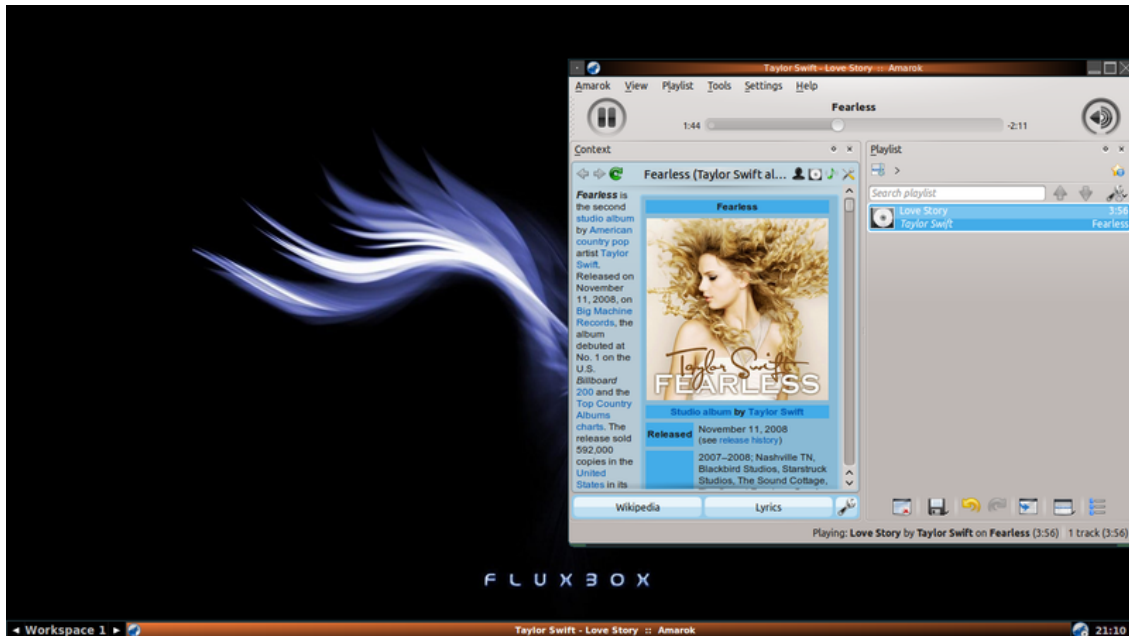 Taylor Swift - Love Story :: Amarok
Amarok View Playlist Tools Settings Help
Fearless
1:44
-2:11
Context
Fearless (Taylor Swift al...
Fearless is
the second
studio album
by American
country pop
artist Taylor
Swift.
Released on
November
11, 2008, on
Big Machine
Records, the
album
debuted at
No. 1 on the
U.S.
Billboard
200 and the
Top Country
Albums
charts. The
release sold
592,000
copies in the
United
States in its
Fearless
Taylor Swift
FEARLESS
Studio album by Taylor Swift
Released November 11, 2008
(see release history)
2007–2008; Nashville TN,
Blackbird Studios, Starstruck
Studios, The Sound Cottage,
Wikipedia Lyrics
Playlist
>
Search playlist
Love Story 3:56
Taylor Swift Fearless
Playing: Love Story by Taylor Swift on Fearless (3:56) 1 track (3:56)
FLUXBOX
Workspace 1
Taylor Swift - Love Story :: Amarok
21:10